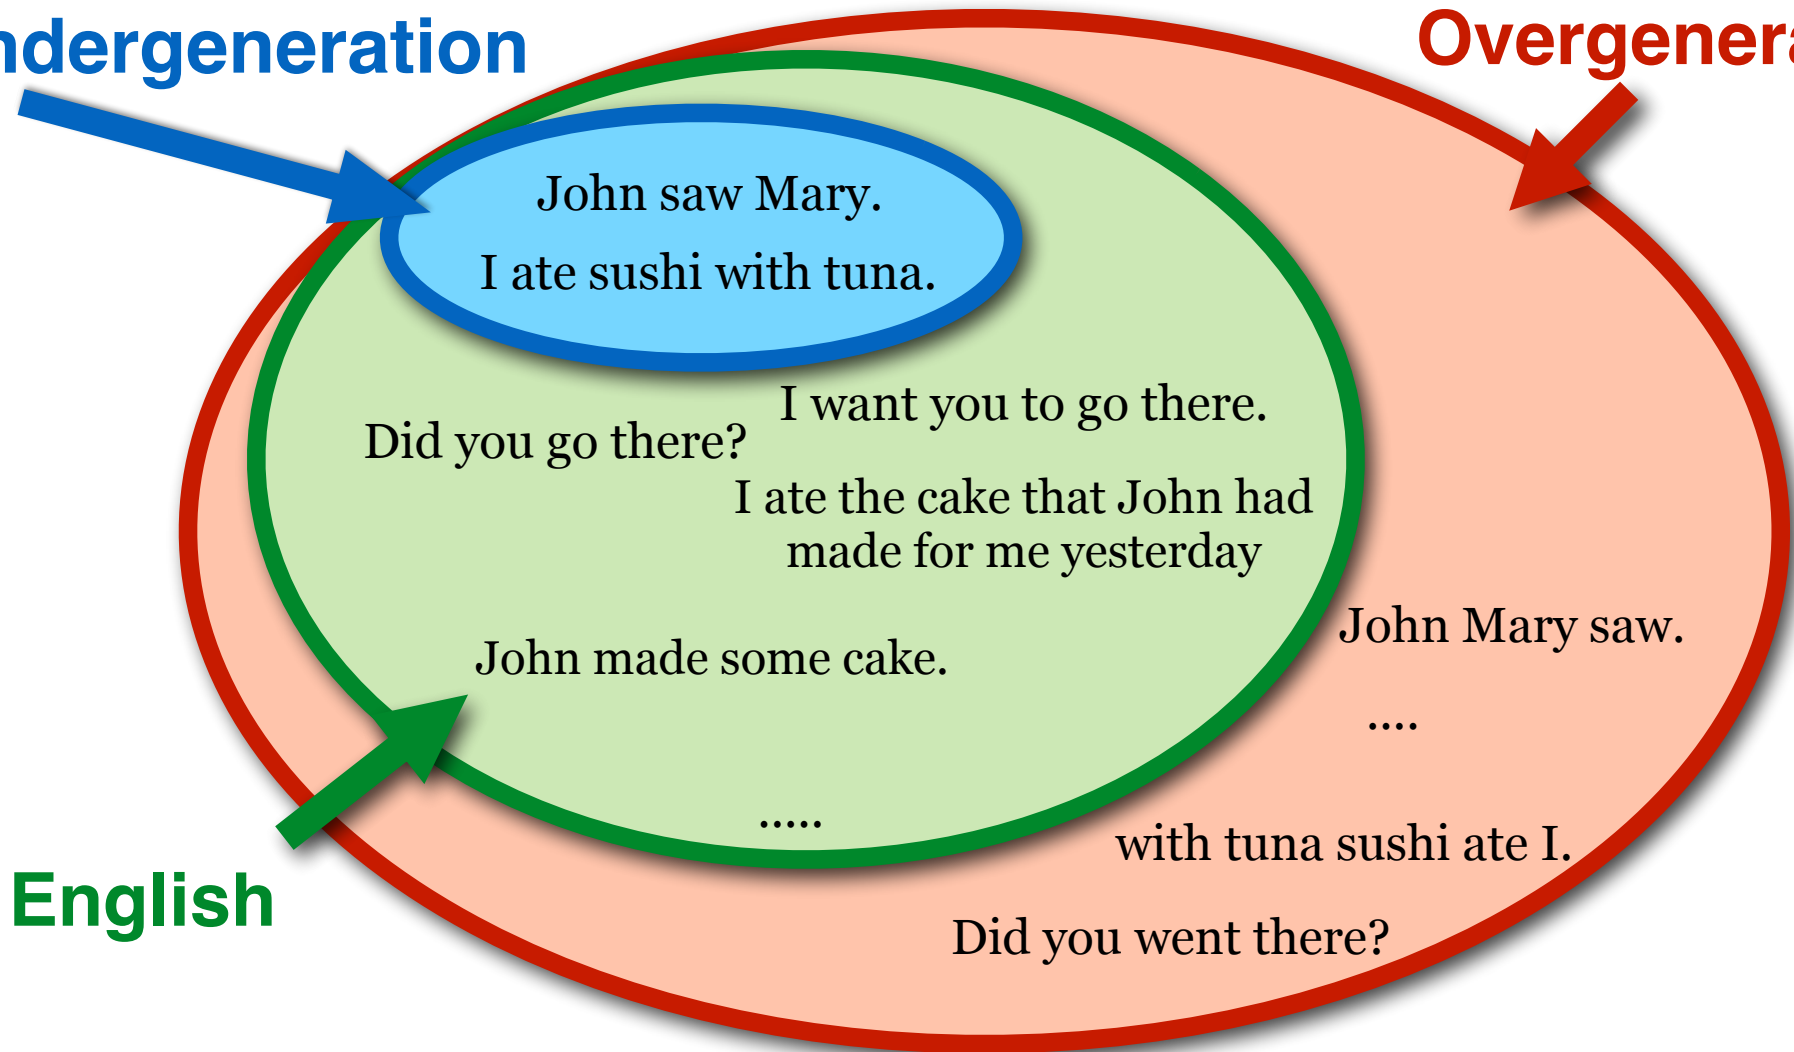 ndergeneration
Overgenera
John saw Mary.
I ate sushi with tuna.
I want you to go there.
Did you go there?
I ate the cake that John had
made for me yesterday
John Mary saw.
John made some cake.
....
.....
with tuna sushi ate I.
English
Did you went there?